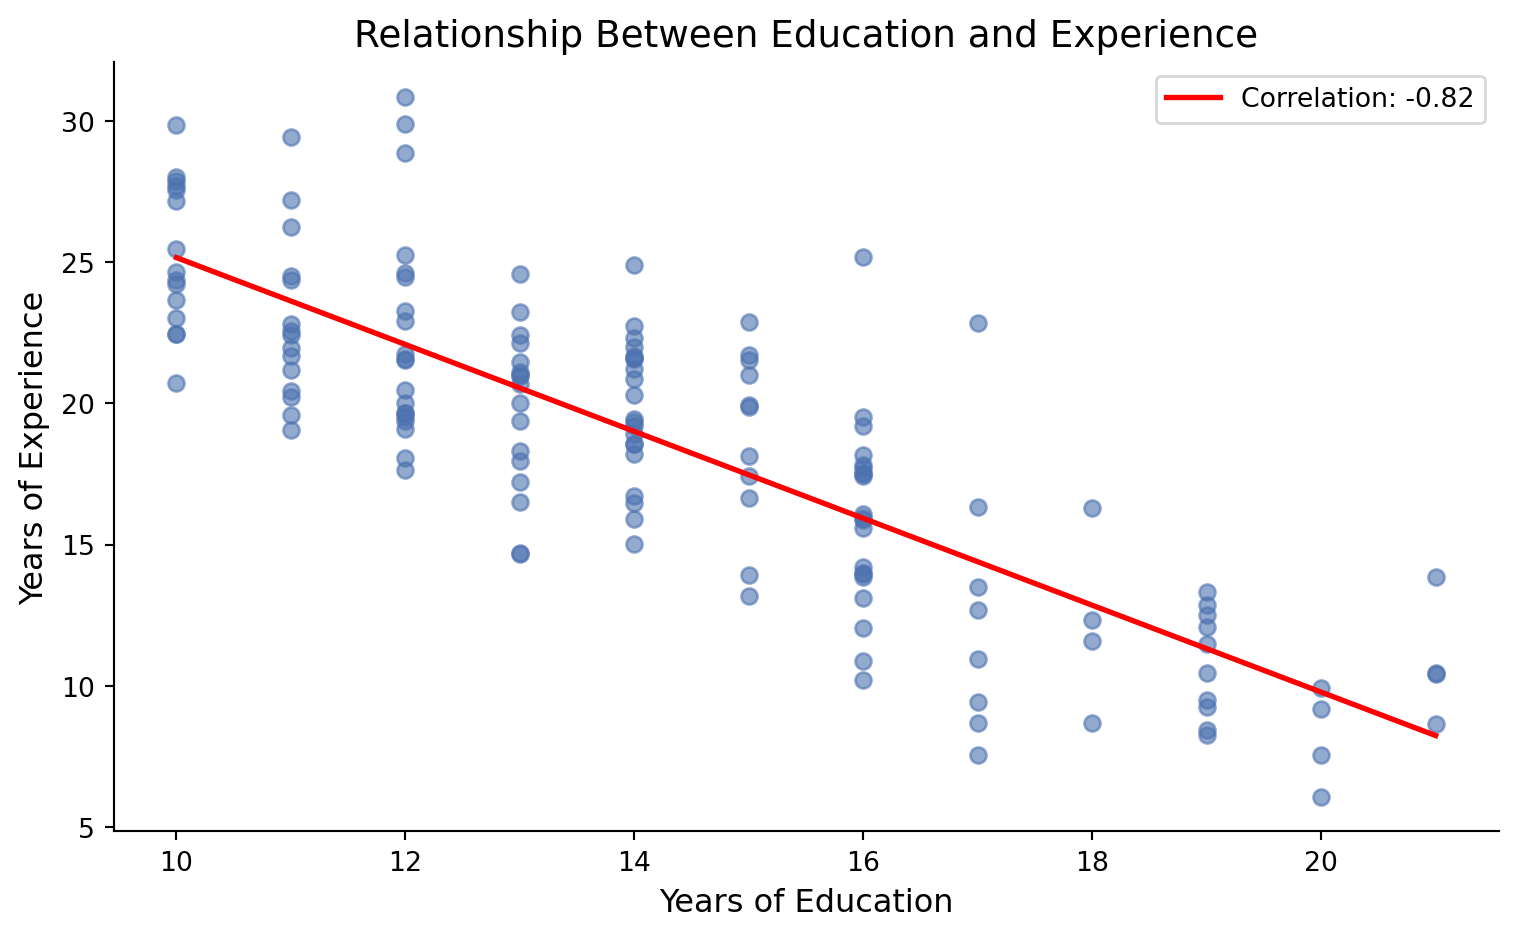 Relationship Between Education and Experience
Correlation: -0.82
30
25
20
15
10
5
Years of Experience
10 12 14 16 18 20
Years of Education